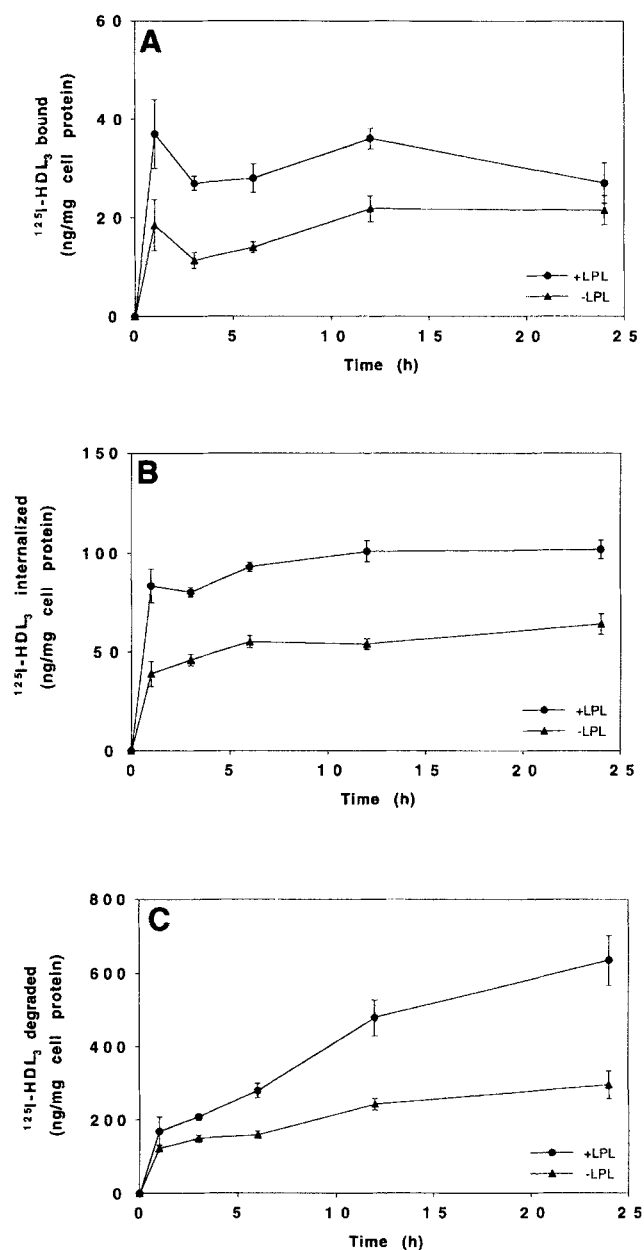 A
60
40
20
0
¹²⁵I-HDL₃ bound
(ng/mg cell protein)
+LPL
-LPL
0 5 10 15 20 25
Time (h)
B
150
100
50
0
¹²⁵I-HDL₃ internalized
(ng/mg cell protein)
+LPL
-LPL
0 5 10 15 20 25
Time (h)
C
800
600
400
200
0
¹²⁵I-HDL₃ degraded
(ng/mg cell protein)
+LPL
-LPL
0 5 10 15 20 25
Time (h)